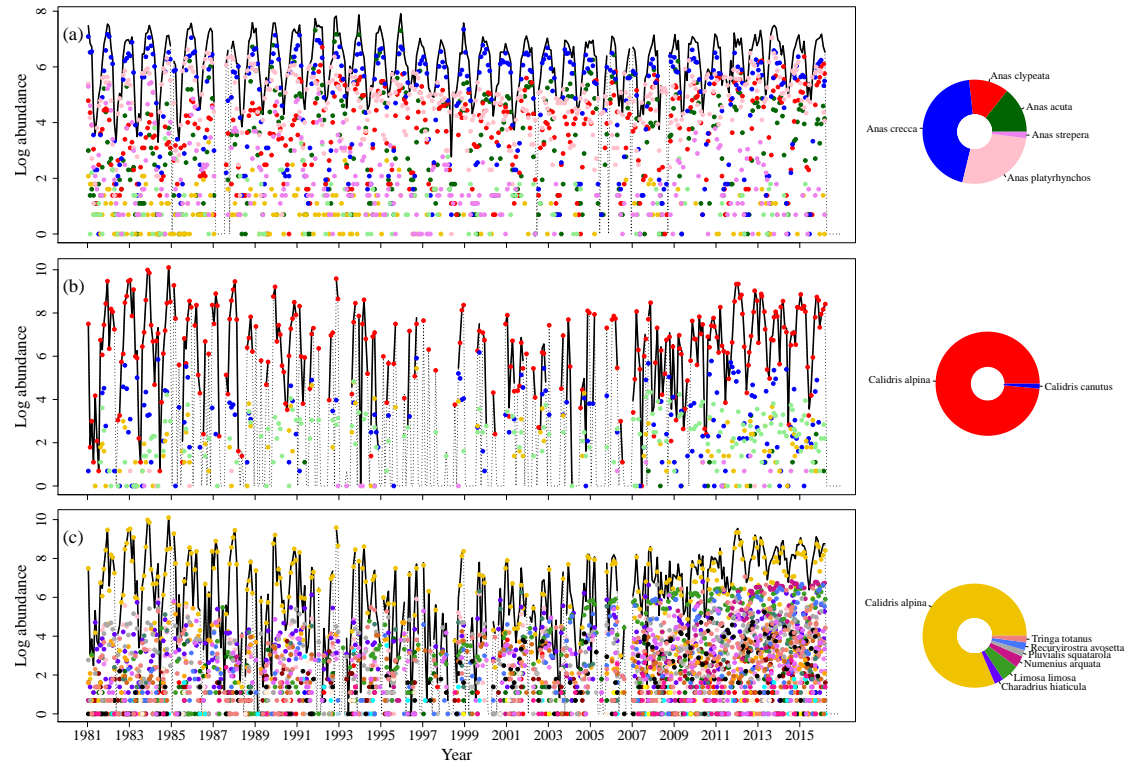 (a)
Log abundance
0 2 4 6 8
Anas clypeata
Anas acuta
Anas crecca
Anas strepera
Anas platyrhynchos
(b)
Log abundance
0 2 4 6 8 10
Calidris alpina
Calidris canutus
(c)
Log abundance
0 2 4 6 8 10
Calidris alpina
Tringa totanus
Recurvirostra avosetta
Pluvialis squatarola
Numenius arquata
Limosa limosa
Charadrius hiaticula
1981 1983 1985 1987 1989 1991 1993 1995 1997 1999 2001 2003 2005 2007 2009 2011 2013 2015
Year